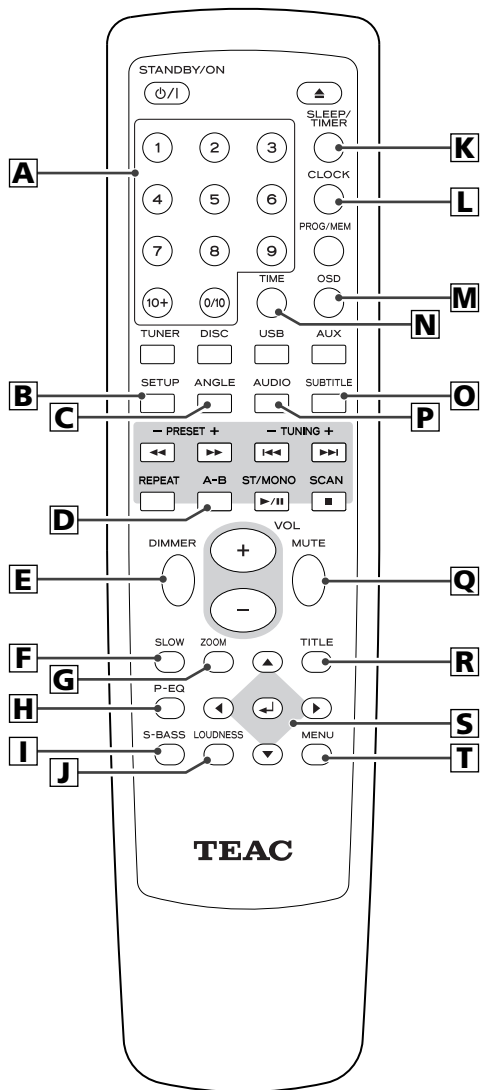 STANDBY/ON
⏻/I ⏏
SLEEP/
TIMER
A 1 2 3 K
CLOCK
4 5 6 L
PROG/MEM
7 8 9
TIME OSD
10+ 0/10 M
N
TUNER DISC USB AUX
B SETUP ANGLE AUDIO SUBTITLE O
C P
− PRESET + − TUNING +
◀◀ ▶▶ I◀◀ ▶▶I
REPEAT A-B ST/MONO SCAN
▶/II ■
D
VOL
DIMMER + MUTE
E − Q
F SLOW ZOOM ▲ TITLE R
G
H P-EQ ◀ ↵ ▶ S
I S-BASS LOUDNESS ▼ MENU T
J
TEAC